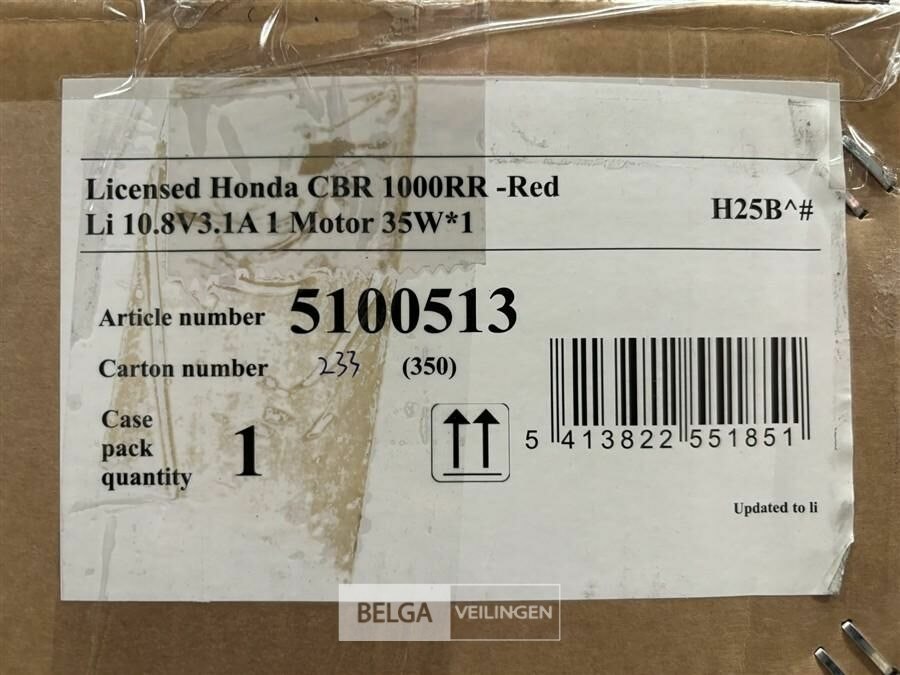 Licensed Honda CBR 1000RR -Red
Li 10.8V3.1A 1 Motor 35W*1
H25B^#
Article number 5100513
Carton number 233 (350)
Case
pack
quantity
1
5 413822 551851
Updated to li
BELGA VEILINGEN